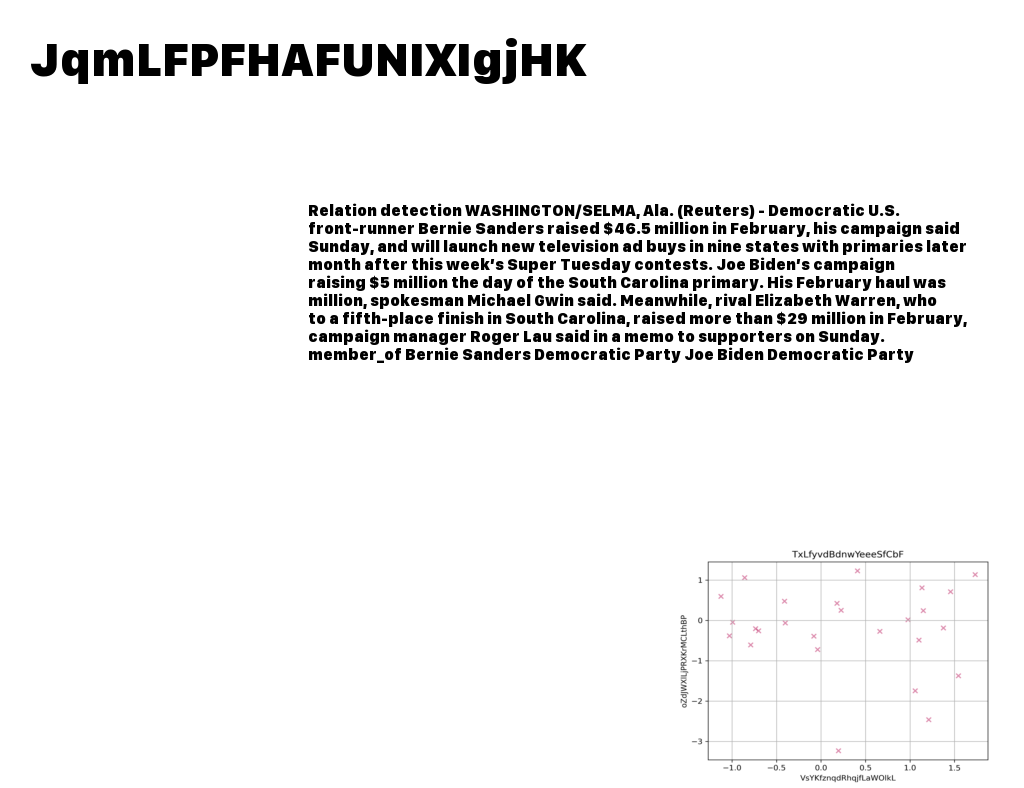 JqmLFPFHAFUNIXIgjHK
Relation detection WASHINGTON/SELMA, Ala. (Reuters) - Democratic U.S.
front-runner Bernie Sanders raised $46.5 million in February, his campaign said
Sunday, and will launch new television ad buys in nine states with primaries later
month after this week's Super Tuesday contests. Joe Biden's campaign
raising $5 million the day of the South Carolina primary. His February haul was
million, spokesman Michael Gwin said. Meanwhile, rival Elizabeth Warren, who
to a fifth-place finish in South Carolina, raised more than $29 million in February,
campaign manager Roger Lau said in a memo to supporters on Sunday.
member_of Bernie Sanders Democratic Party Joe Biden Democratic Party
TxLfyvdBdnwYeeeSfCbF
oZdJWXILjPRXKrMCLthBP
1
0
−1
−2
−3
−1.0 −0.5 0.0 0.5 1.0 1.5
VsYKfznqdRhqjfLaWOlkL